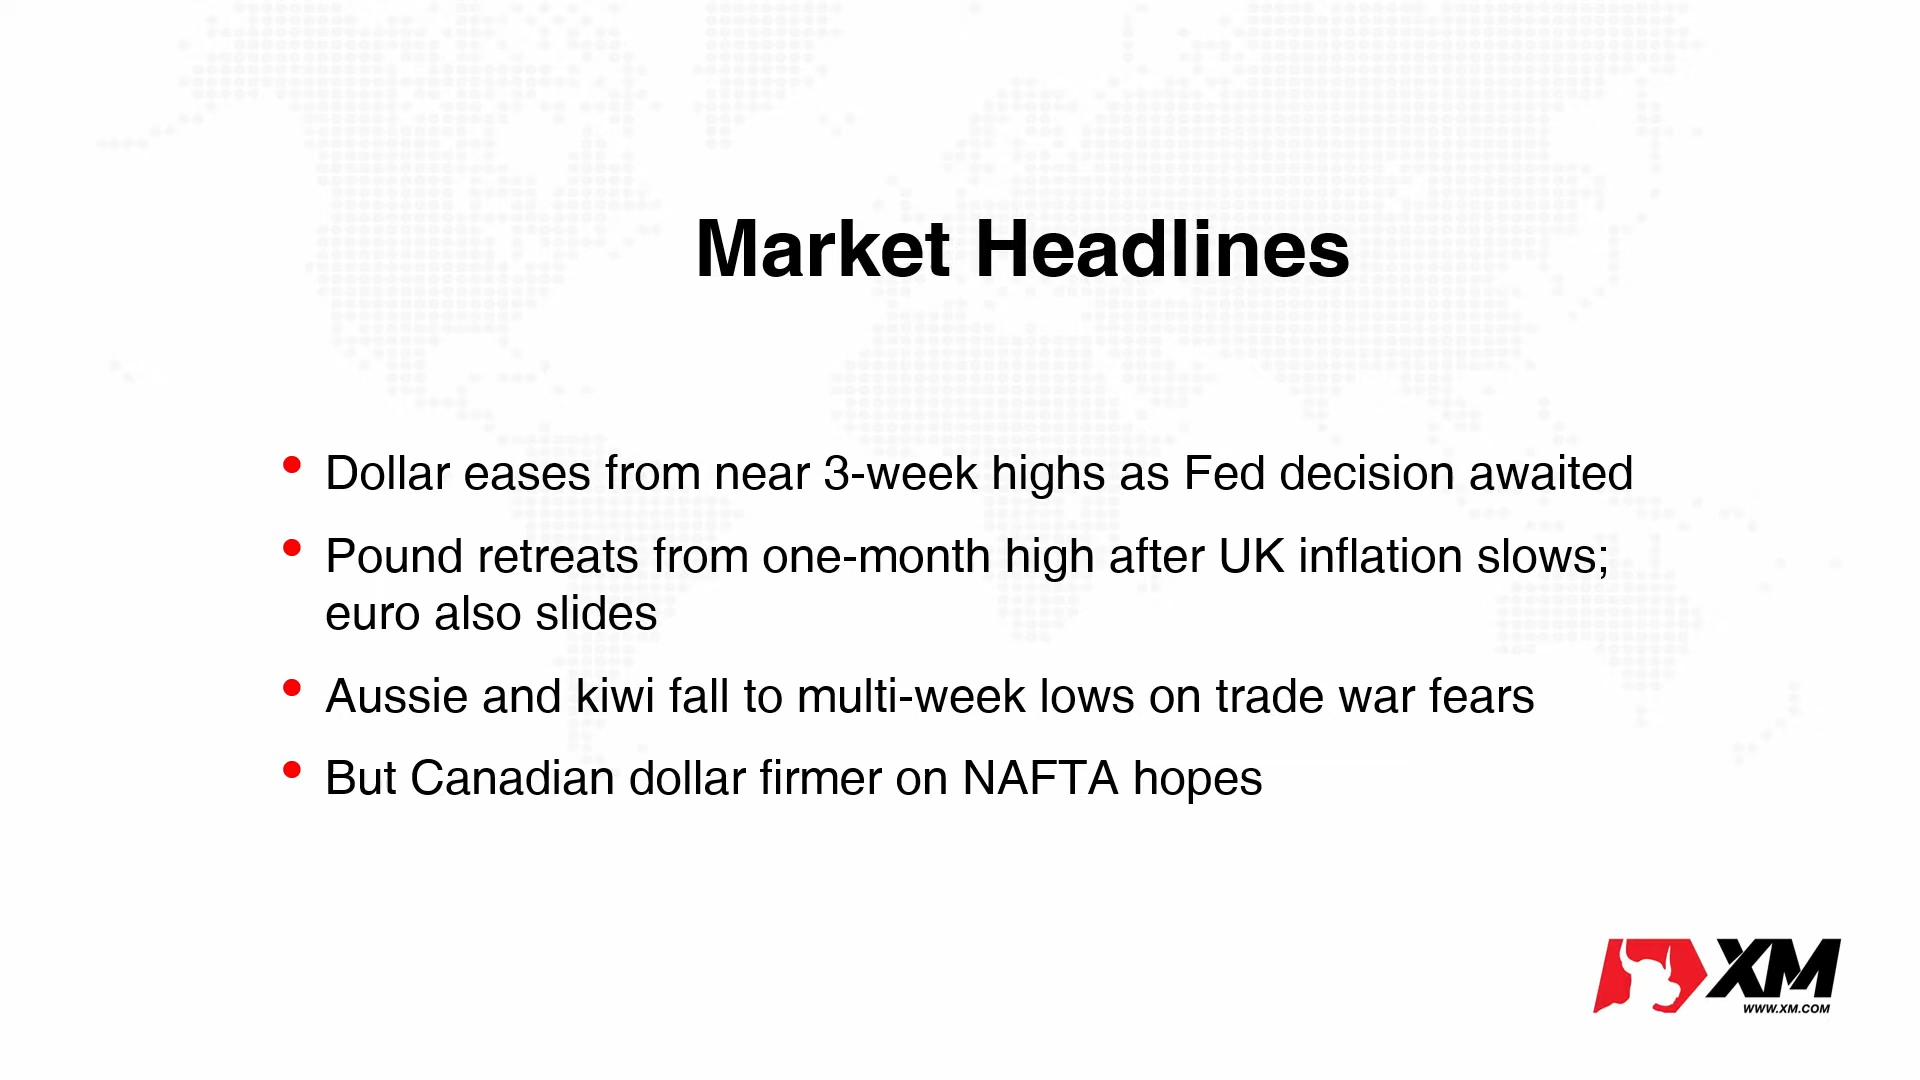 Market Headlines
• Dollar eases from near 3-week highs as Fed decision awaited
• Pound retreats from one-month high after UK inflation slows;
euro also slides
• Aussie and kiwi fall to multi-week lows on trade war fears
• But Canadian dollar firmer on NAFTA hopes
XM
WWW.XM.COM